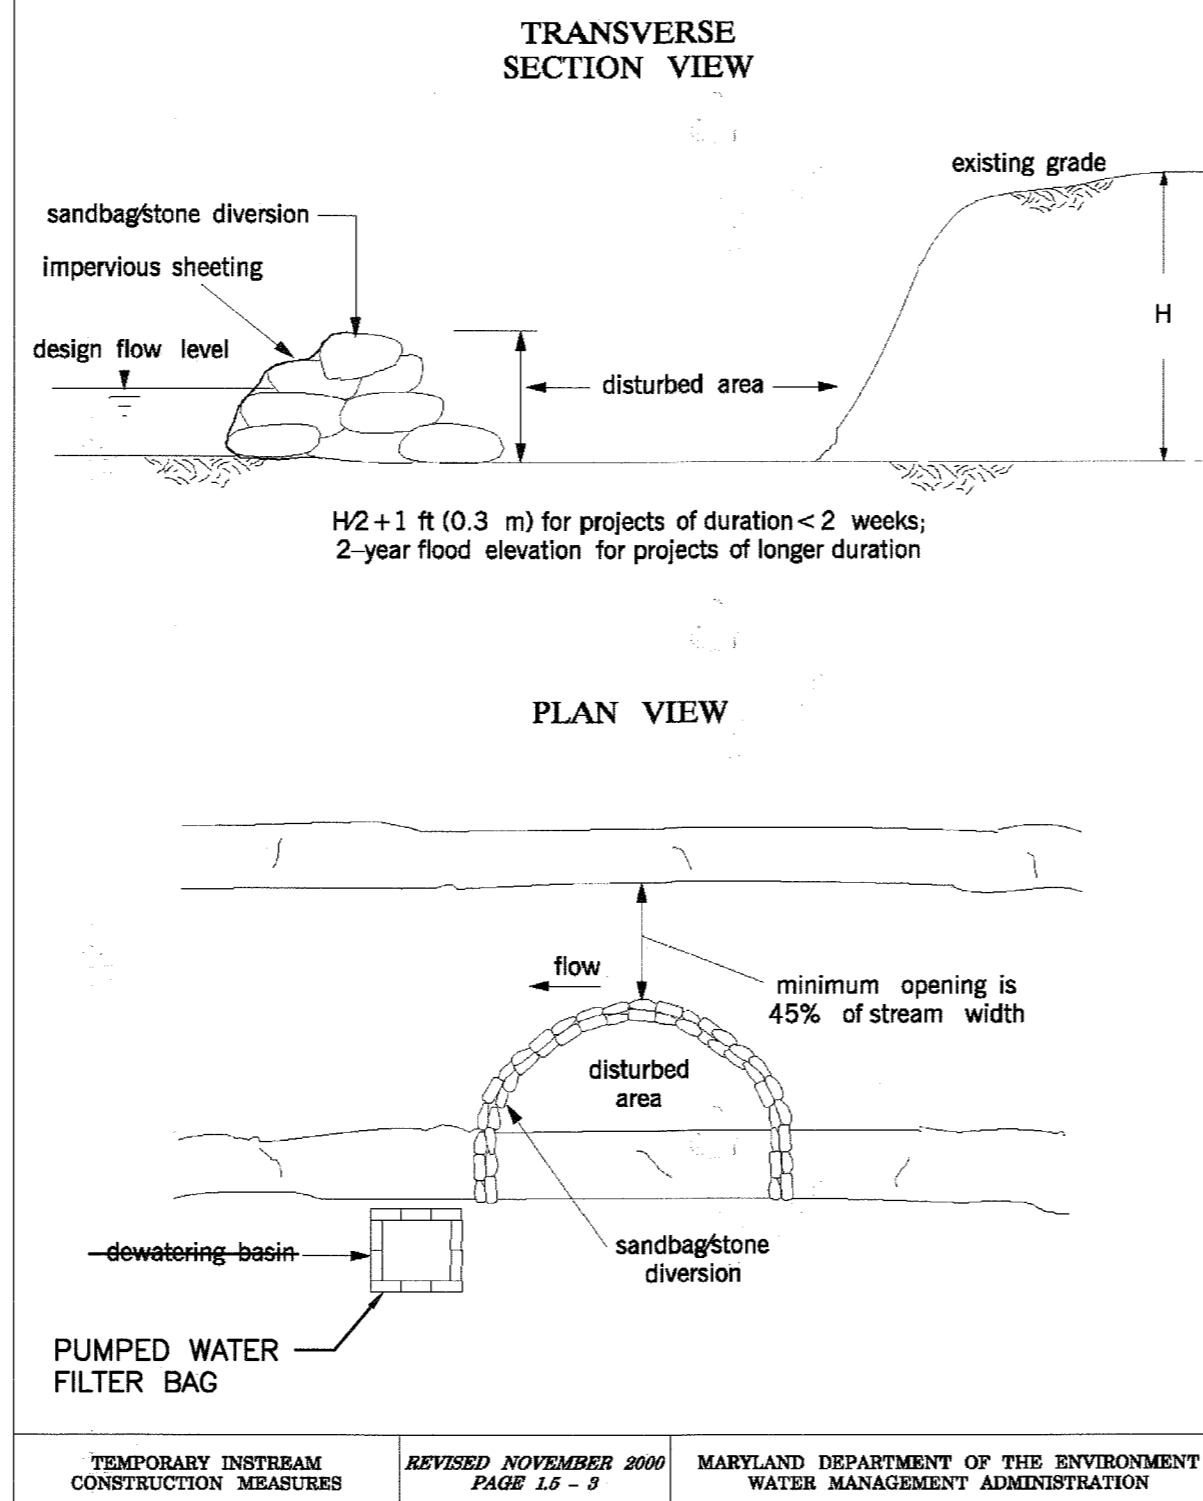 TRANSVERSE
SECTION VIEW
existing grade
sandbag/stone diversion
impervious sheeting
design flow level
H
disturbed area
H/2+1 ft (0.3 m) for projects of duration < 2 weeks;
2-year flood elevation for projects of longer duration
PLAN VIEW
flow
minimum opening is
45% of stream width
disturbed
area
sandbag/stone
diversion
dewatering basin
PUMPED WATER
FILTER BAG
TEMPORARY INSTREAM
CONSTRUCTION MEASURES
REVISED NOVEMBER 2000
PAGE 1.5 - 3
MARYLAND DEPARTMENT OF THE ENVIRONMENT
WATER MANAGEMENT ADMINISTRATION